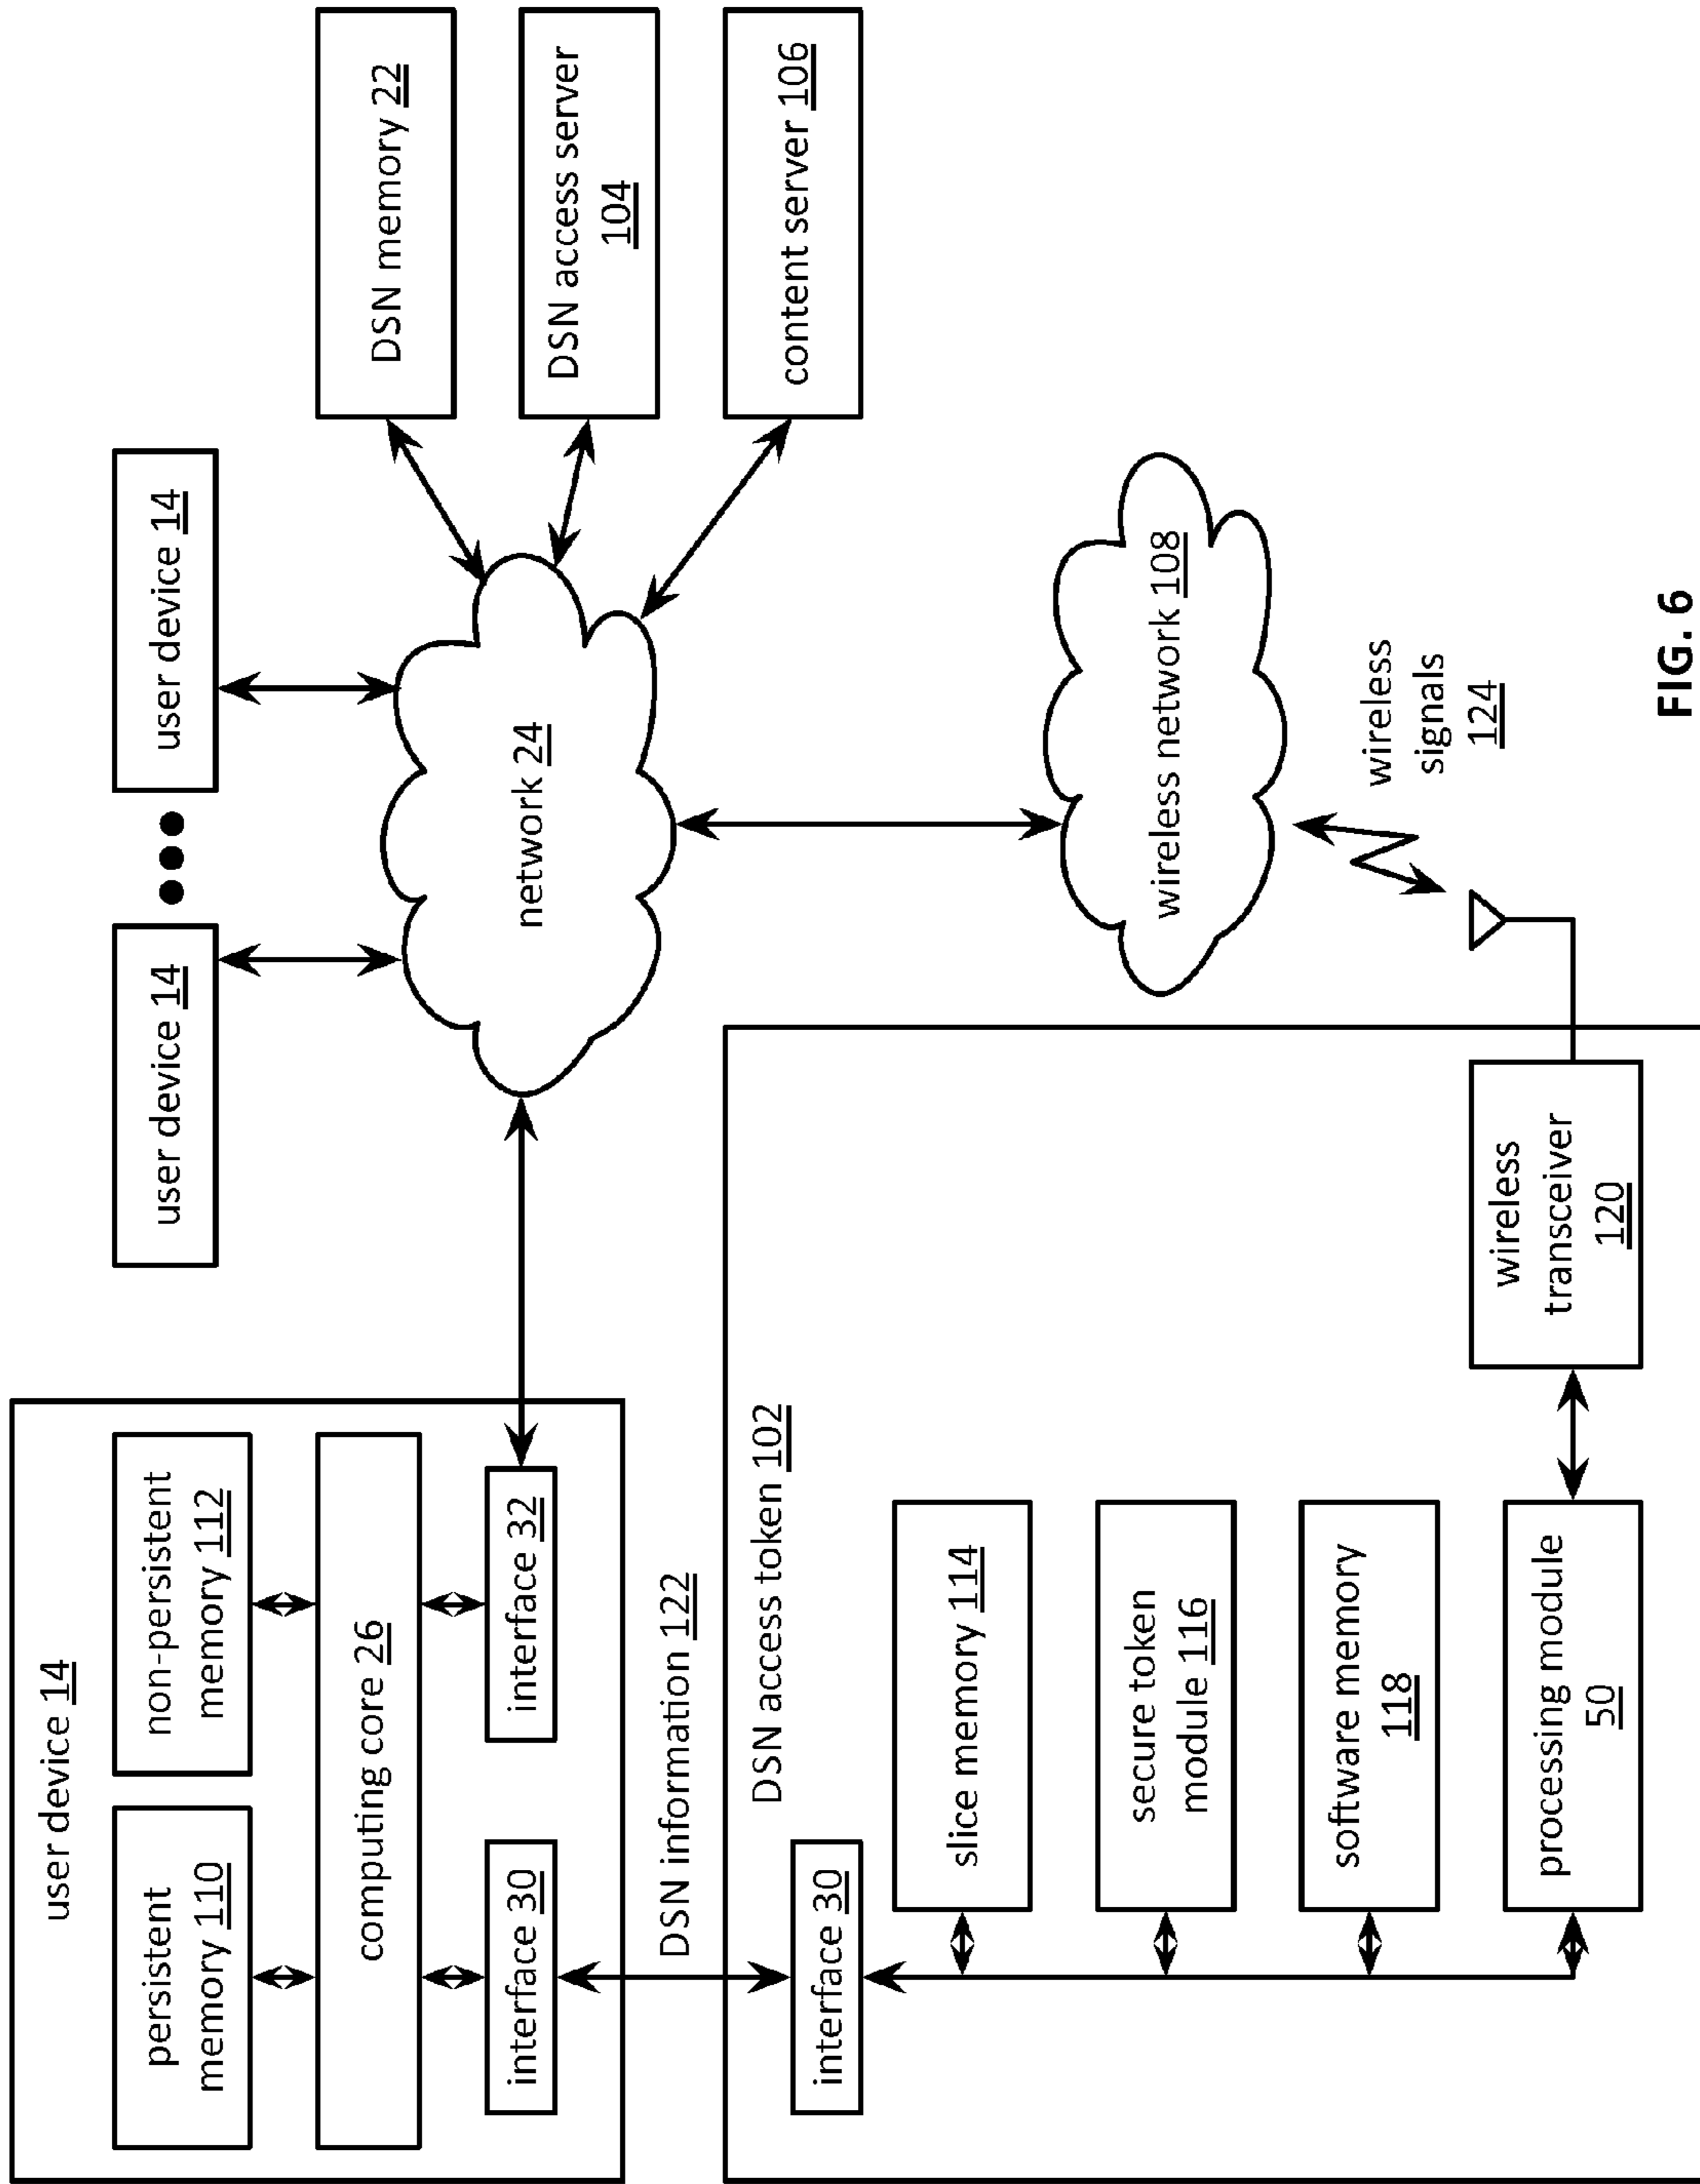 user device 14
persistent
memory 110
non-persistent
memory 112
computing core 26
interface 30
interface 32
user device 14
user device 14
network 24
DSN memory 22
DSN access server
104
content server 106
DSN information 122
DSN access token 102
interface 30
slice memory 114
secure token
module 116
software memory
118
processing module
50
wireless
transceiver
120
wireless network 108
wireless
signals
124
FIG. 6